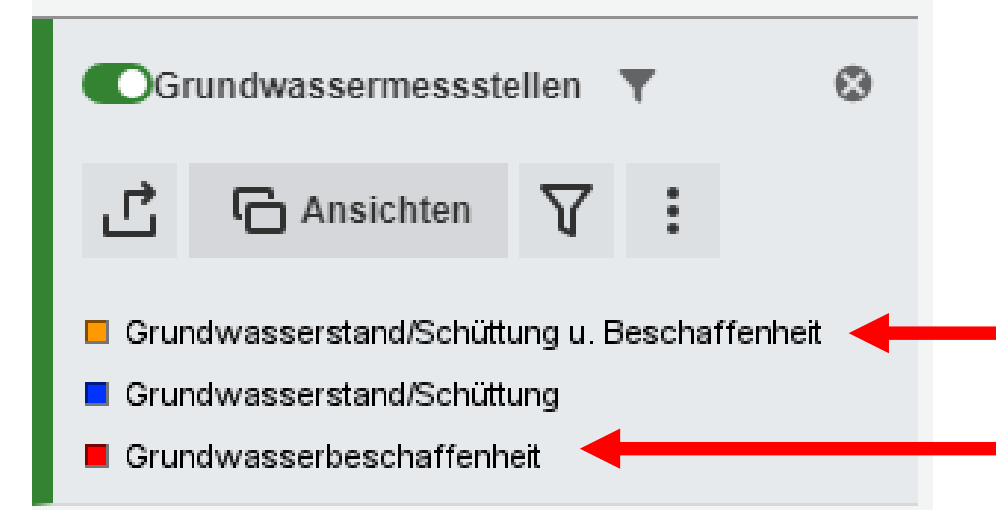 Grundwassermessstellen
Ansichten
Grundwasserstand/Schüttung u. Beschaffenheit
Grundwasserstand/Schüttung
Grundwasserbeschaffenheit